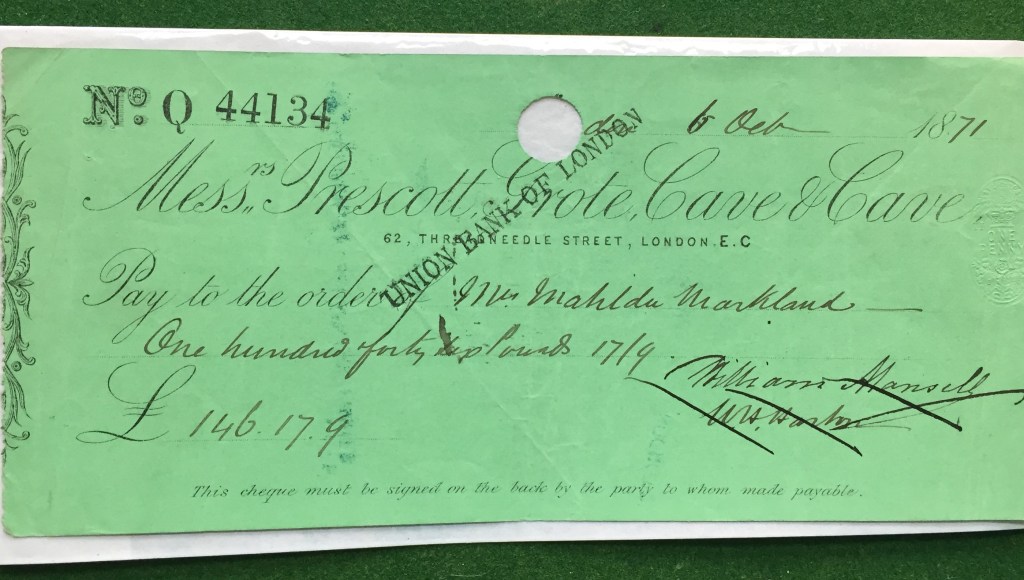 No. Q 44134
6 Oct 1871
Messrs,, Prescott, Grote, Cave & Cave,
62, THREADNEEDLE STREET, LONDON. E.C
UNION BANK OF LONDON
Pay to the order of Mrs Matilda Markland
One hundred forty six Pounds 17/9
William Mansell
£ 146.17.9
This cheque must be signed on the back by the party to whom made payable.